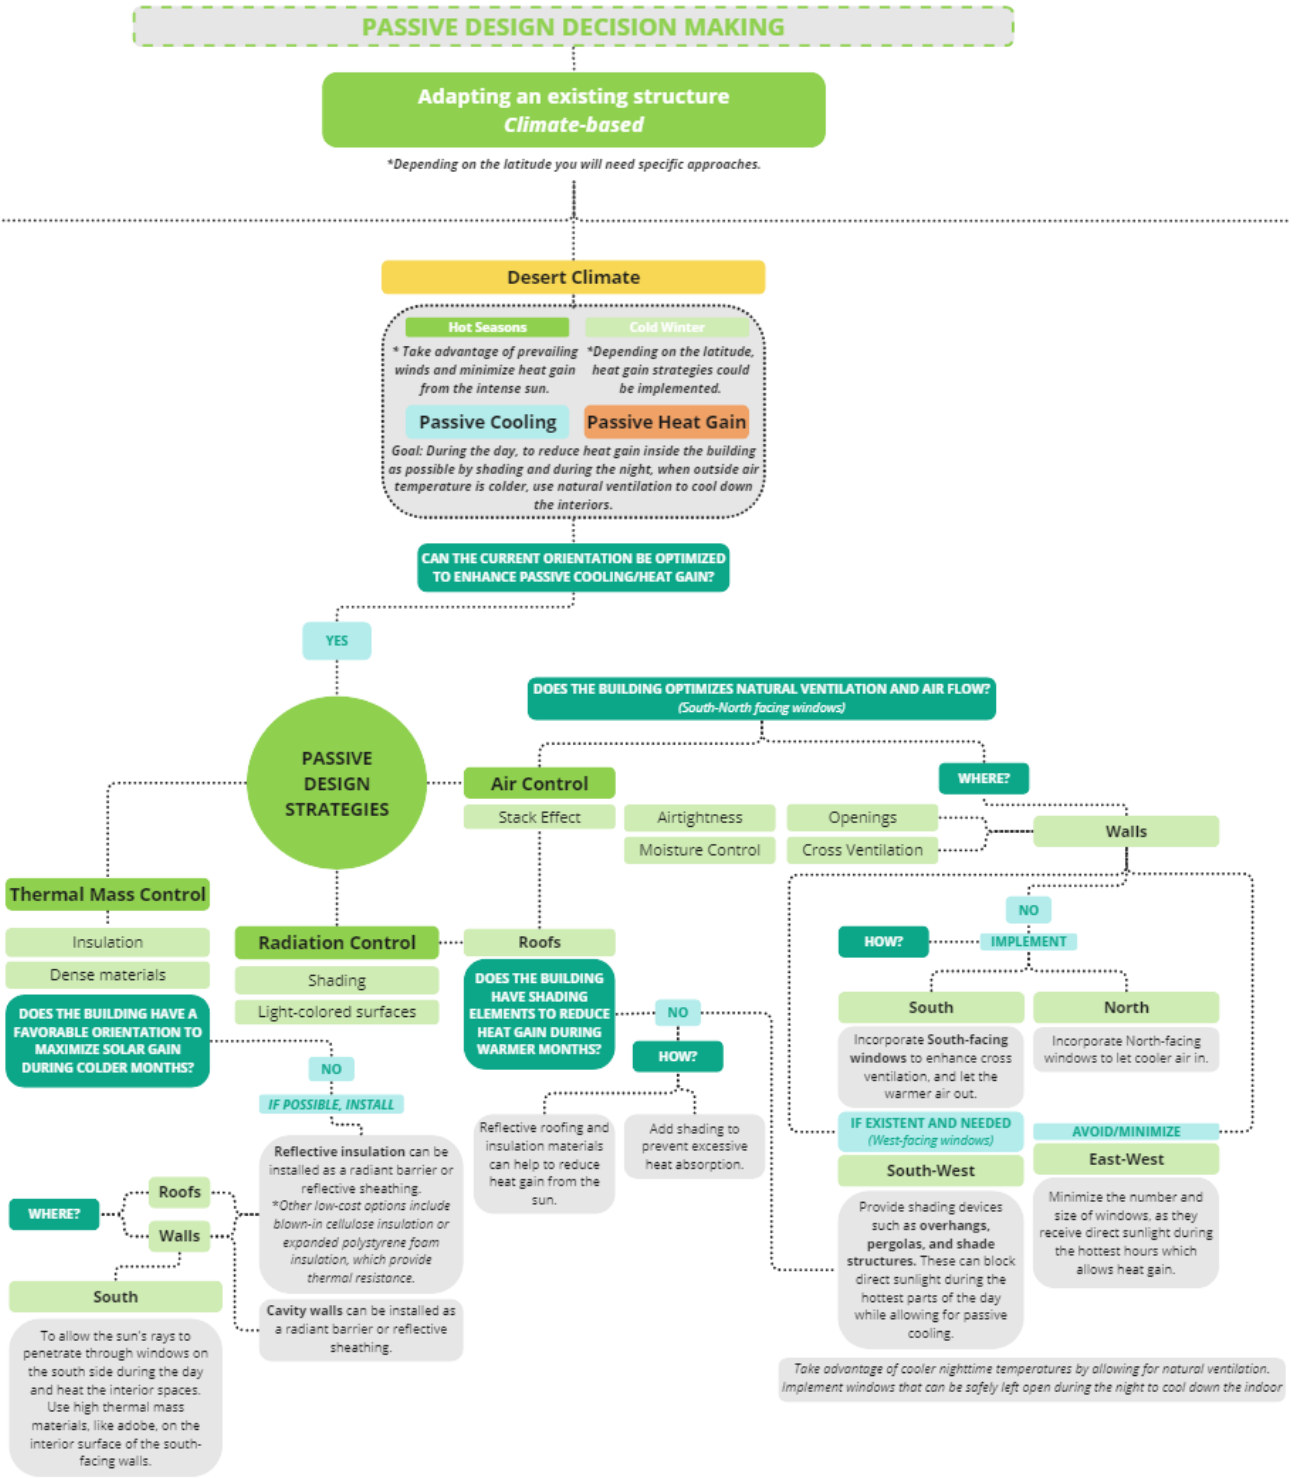 PASSIVE DESIGN DECISION MAKING
Adapting an existing structure
Climate-based
*Depending on the latitude you will need specific approaches.
Desert Climate
Hot Seasons
* Take advantage of prevailing
winds and minimize heat gain
from the intense sun.
Passive Cooling
Cold Winter
*Depending on the latitude,
heat gain strategies could
be implemented.
Passive Heat Gain
Goal: During the day, to reduce heat gain inside the building
as possible by shading and during the night, when outside air
temperature is colder, use natural ventilation to cool down
the interiors.
CAN THE CURRENT ORIENTATION BE OPTIMIZED
TO ENHANCE PASSIVE COOLING/HEAT GAIN?
YES
PASSIVE
DESIGN
STRATEGIES
DOES THE BUILDING OPTIMIZES NATURAL VENTILATION AND AIR FLOW?
(South-North facing windows)
Air Control
Stack Effect
Airtightness
Moisture Control
Openings
Cross Ventilation
WHERE?
Walls
Thermal Mass Control
Insulation
Dense materials
DOES THE BUILDING HAVE A
FAVORABLE ORIENTATION TO
MAXIMIZE SOLAR GAIN
DURING COLDER MONTHS?
Radiation Control
Shading
Light-colored surfaces
Roofs
DOES THE BUILDING
HAVE SHADING
ELEMENTS TO REDUCE
HEAT GAIN DURING
WARMER MONTHS?
NO
HOW?
Reflective roofing and
insulation materials
can help to reduce
heat gain from the
sun.
Add shading to
prevent excessive
heat absorption.
NO
HOW?
IMPLEMENT
South
Incorporate South-facing
windows to enhance cross
ventilation, and let the
warmer air out.
North
Incorporate North-facing
windows to let cooler air in.
IF EXISTENT AND NEEDED
(West-facing windows)
South-West
Provide shading devices
such as overhangs,
pergolas, and shade
structures. These can block
direct sunlight during the
hottest parts of the day
while allowing for passive
cooling.
AVOID/MINIMIZE
East-West
Minimize the number and
size of windows, as they
receive direct sunlight during
the hottest hours which
allows heat gain.
Take advantage of cooler nighttime temperatures by allowing for natural ventilation.
Implement windows that can be safely left open during the night to cool down the indoor
NO
IF POSSIBLE, INSTALL
Reflective insulation can be
installed as a radiant barrier or
reflective sheathing.
*Other low-cost options include
blown-in cellulose insulation or
expanded polystyrene foam
insulation, which provide
thermal resistance.
Cavity walls can be installed as
a radiant barrier or reflective
sheathing.
WHERE?
Roofs
Walls
South
To allow the sun's rays to
penetrate through windows on
the south side during the day
and heat the interior spaces.
Use high thermal mass
materials, like adobe, on the
interior surface of the south-
facing walls.